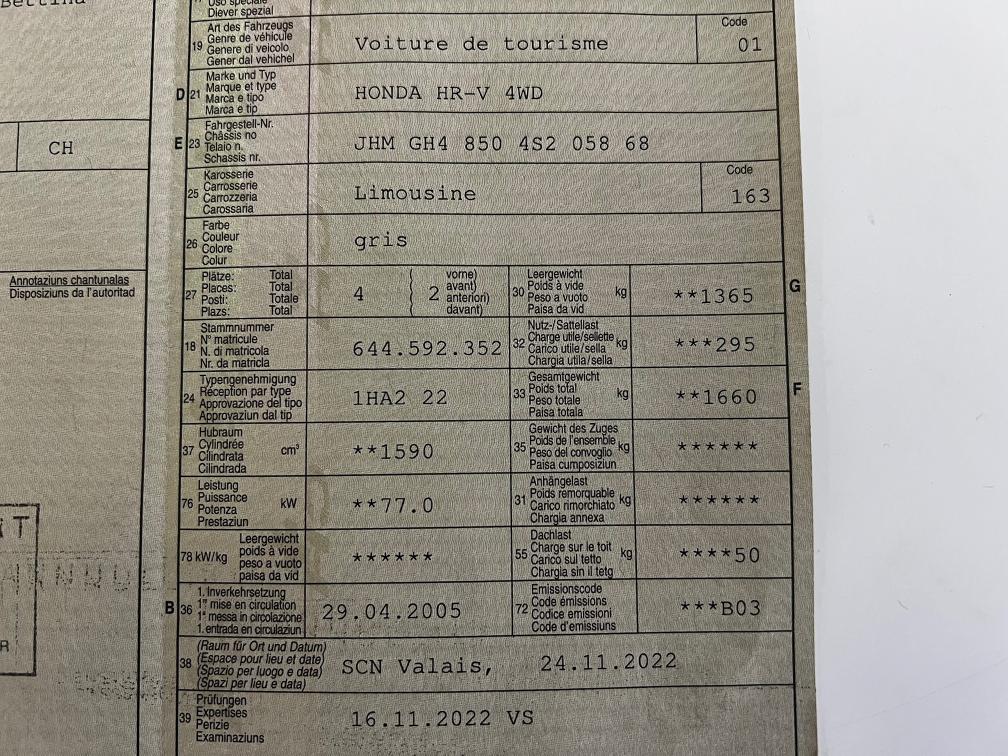 Bettina
Uso speciale
Diever spezial
19
Art des Fahrzeugs
Genre de véhicule
Genere di veicolo
Gener dal vehichel
Voiture de tourisme
Code
01
D 21
Marke und Typ
Marque et type
Marca e tipo
Marca e tip
HONDA HR-V 4WD
CH
E 23
Fahrgestell-Nr.
Châssis no
Telaio n.
Schassis nr.
JHM GH4 850 4S2 058 68
25
Karosserie
Carrosserie
Carrozzeria
Carossaria
Limousine
Code
163
26
Farbe
Couleur
Colore
Colur
gris
Annotaziuns chantunalas
Disposiziuns da l'autoritad
27
Plätze: Total
Places: Total
Posti: Totale
Plazs: Total
4
2
vorne)
avant)
anteriori)
davant)
30
Leergewicht
Poids à vide
Peso a vuoto
Paisa da vid
kg
**1365
G
18
Stammnummer
N° matricule
N. di matricola
Nr. da matricla
644.592.352
32
Nutz-/Sattellast
Charge utile/sellette
Carico utile/sella
Chargia utila/sella
kg
***295
24
Typengenehmigung
Réception par type
Approvazione del tipo
Approvaziun dal tip
1HA2 22
33
Gesamtgewicht
Poids total
Peso totale
Paisa totala
kg
**1660
F
37
Hubraum
Cylindrée
Cilindrata
Cilindrada
cm³
**1590
35
Gewicht des Zuges
Poids de l'ensemble
Peso del convoglio
Paisa cumposiziun
kg
******
76
Leistung
Puissance
Potenza
Prestaziun
kW
**77.0
31
Anhängelast
Poids remorquable
Carico rimorchiato
Chargia annexa
kg
******
78 kW/kg
Leergewicht
poids à vide
peso a vuoto
paisa da vid
******
55
Dachlast
Charge sur le toit
Carico sul tetto
Chargia sin il tetg
kg
****50
B 36
1. Inverkehrsetzung
1re mise en circulation
1a messa in circolazione
1. entrada en circulaziun
29.04.2005
72
Emissionscode
Code émissions
Codice emissioni
Code d'emissiuns
***B03
38
(Raum für Ort und Datum)
(Espace pour lieu et date)
(Spazio per luogo e data)
(Spazi per lieu e data)
SCN Valais, 24.11.2022
39
Prüfungen
Expertises
Perizie
Examinaziuns
16.11.2022 VS